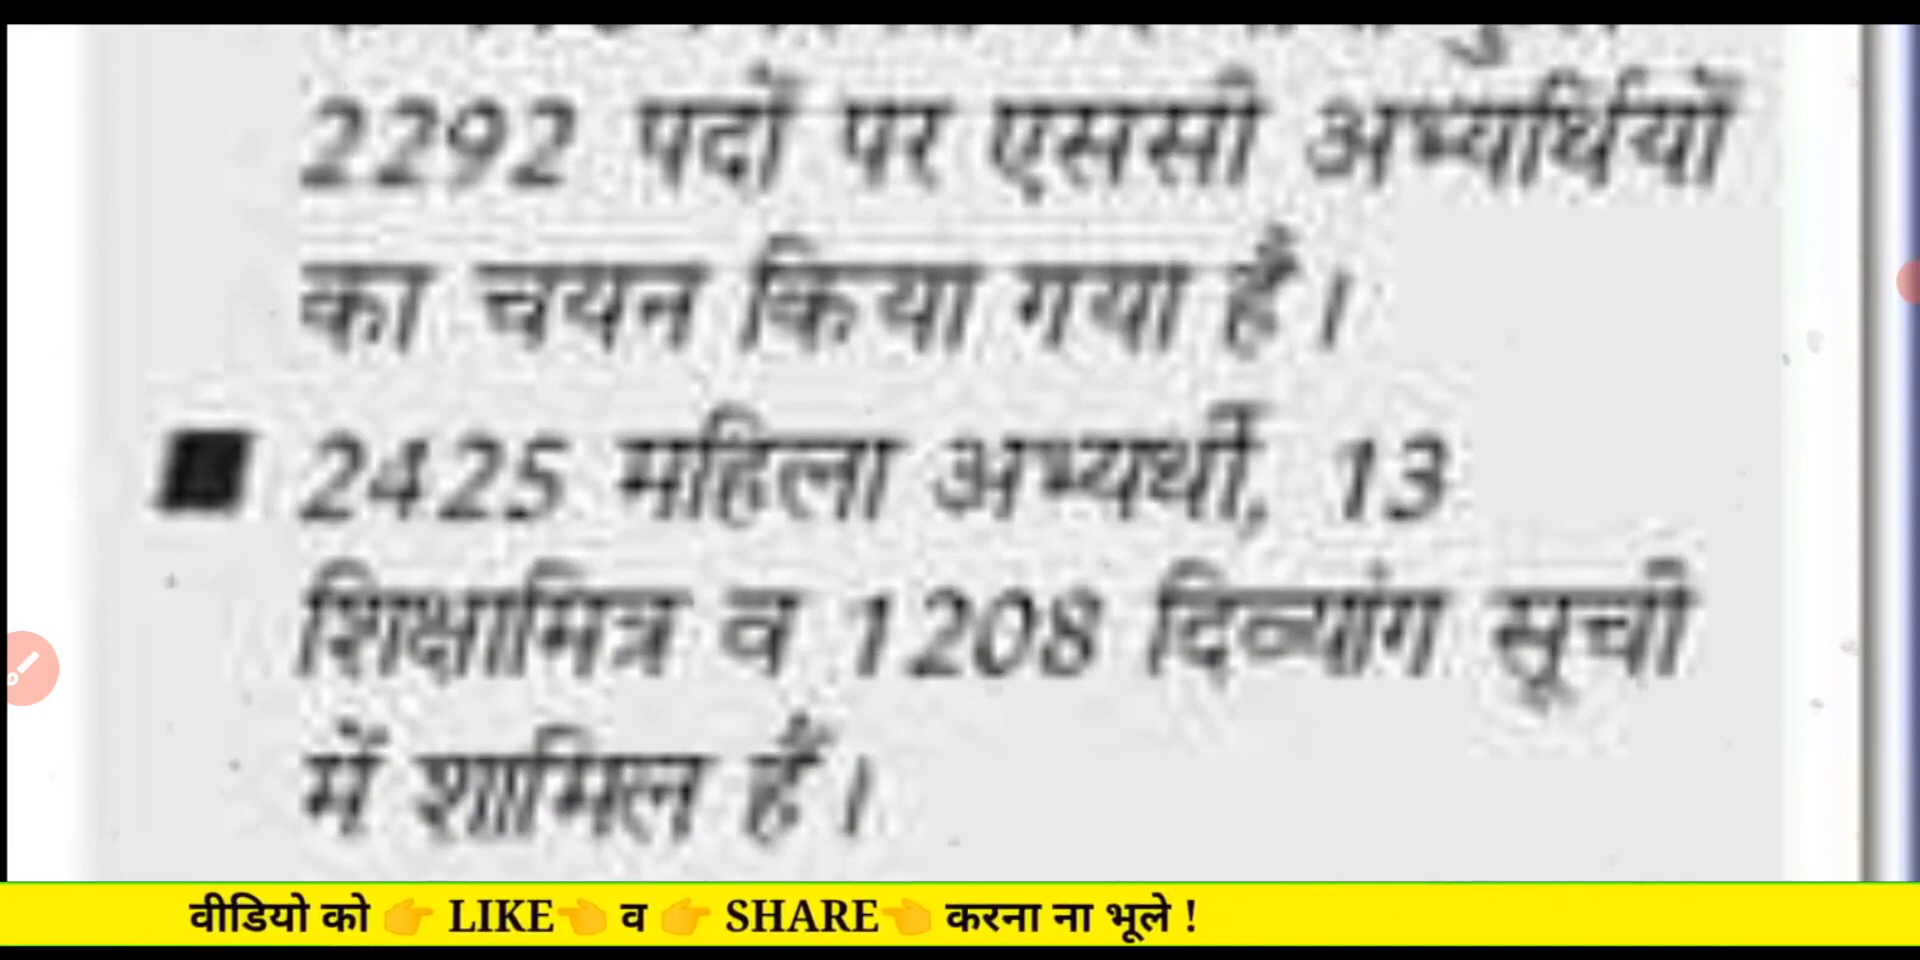 2292 पदों पर एससी अभ्यर्थियों
का चयन किया गया है।
■ 2425 महिला अभ्यर्थी, 13
शिक्षामित्र व 1208 दिव्यांग सूची
में शामिल हैं।
वीडियो को 👉 LIKE👈 व 👉 SHARE👈 करना ना भूले !